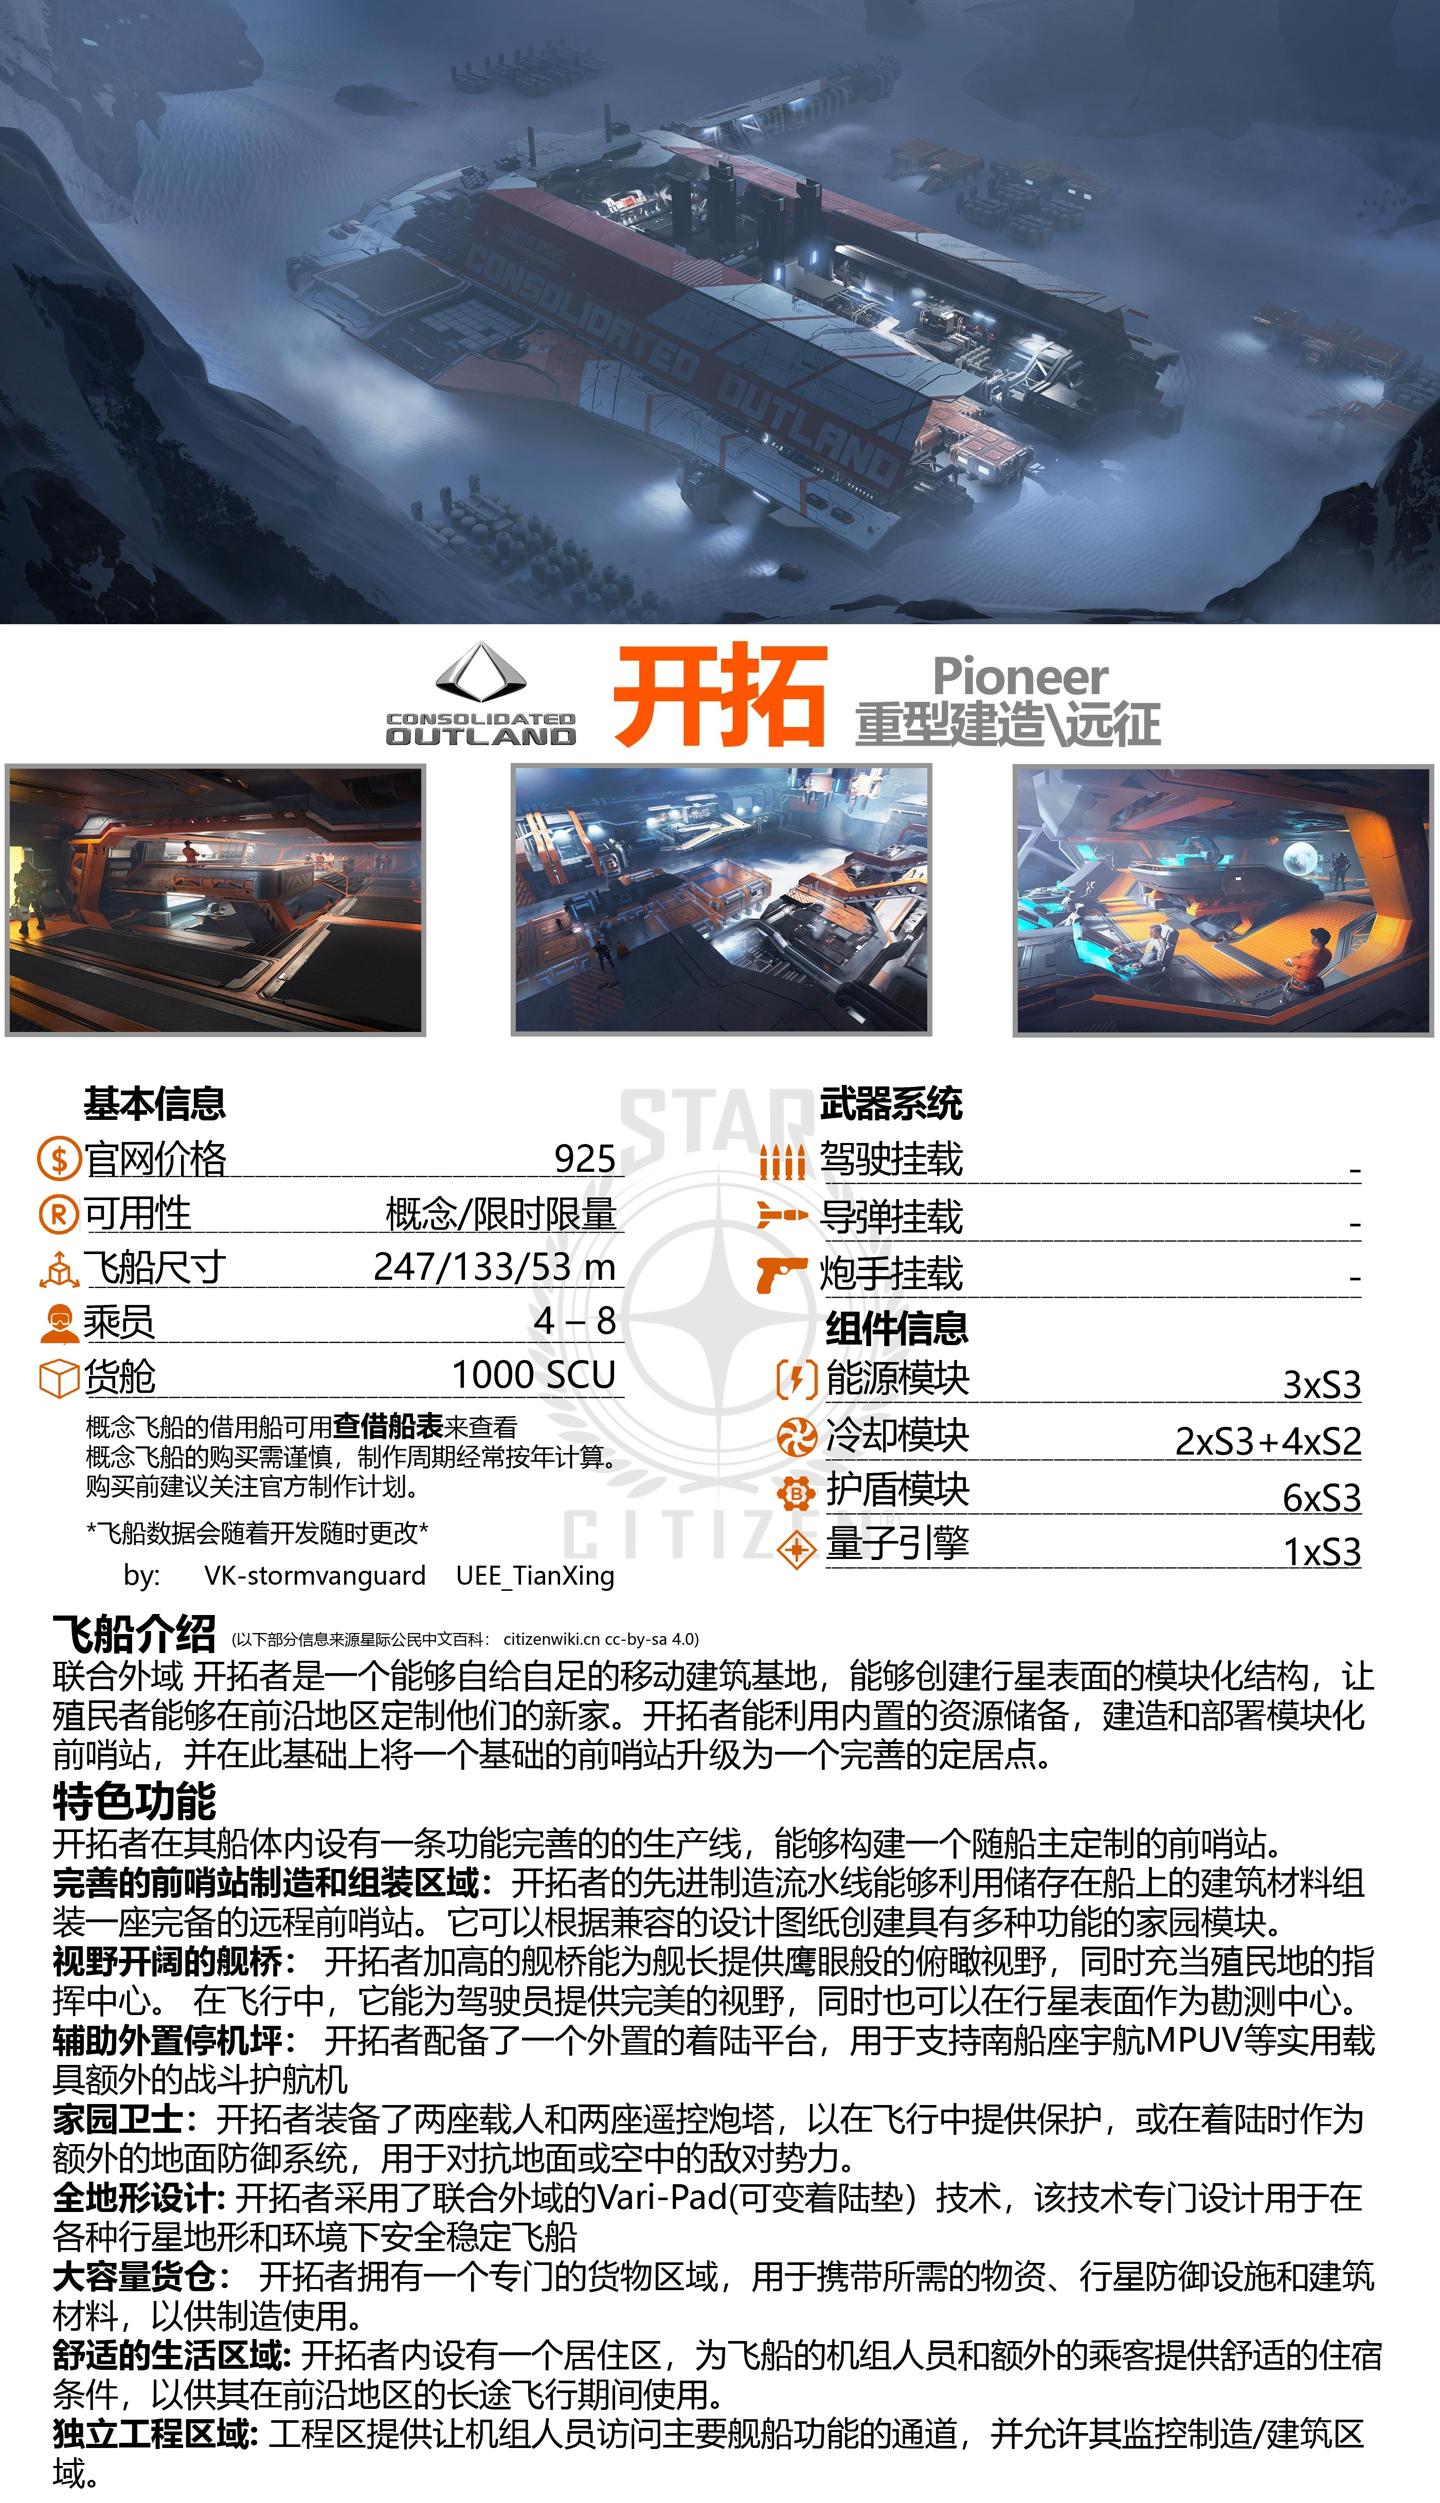 CONSOLIDATED OUTLAND
CONSOLIDATED
OUTLAND
开拓
Pioneer
重型建造\远征
STAR
CITIZEN
基本信息
官网价格 925
可用性 概念/限时限量
飞船尺寸 247/133/53 m
乘员 4 – 8
货舱 1000 SCU
概念飞船的借用船可用查借船表来查看
概念飞船的购买需谨慎，制作周期经常按年计算。
购买前建议关注官方制作计划。
*飞船数据会随着开发随时更改*
by: VK-stormvanguard UEE_TianXing
武器系统
驾驶挂载 -
导弹挂载 -
炮手挂载 -
组件信息
能源模块 3xS3
冷却模块 2xS3+4xS2
护盾模块 6xS3
量子引擎 1xS3
飞船介绍 (以下部分信息来源星际公民中文百科： citizenwiki.cn cc-by-sa 4.0)
联合外域 开拓者是一个能够自给自足的移动建筑基地，能够创建行星表面的模块化结构，让
殖民者能够在前沿地区定制他们的新家。开拓者能利用内置的资源储备，建造和部署模块化
前哨站，并在此基础上将一个基础的前哨站升级为一个完善的定居点。
特色功能
开拓者在其船体内设有一条功能完善的的生产线，能够构建一个随船主定制的前哨站。
完善的前哨站制造和组装区域：开拓者的先进制造流水线能够利用储存在船上的建筑材料组
装一座完备的远程前哨站。它可以根据兼容的设计图纸创建具有多种功能的家园模块。
视野开阔的舰桥： 开拓者加高的舰桥能为舰长提供鹰眼般的俯瞰视野，同时充当殖民地的指
挥中心。 在飞行中，它能为驾驶员提供完美的视野，同时也可以在行星表面作为勘测中心。
辅助外置停机坪： 开拓者配备了一个外置的着陆平台，用于支持南船座宇航MPUV等实用载
具额外的战斗护航机
家园卫士：开拓者装备了两座载人和两座遥控炮塔，以在飞行中提供保护，或在着陆时作为
额外的地面防御系统，用于对抗地面或空中的敌对势力。
全地形设计: 开拓者采用了联合外域的Vari-Pad(可变着陆垫）技术，该技术专门设计用于在
各种行星地形和环境下安全稳定飞船
大容量货仓： 开拓者拥有一个专门的货物区域，用于携带所需的物资、行星防御设施和建筑
材料，以供制造使用。
舒适的生活区域: 开拓者内设有一个居住区，为飞船的机组人员和额外的乘客提供舒适的住宿
条件，以供其在前沿地区的长途飞行期间使用。
独立工程区域: 工程区提供让机组人员访问主要舰船功能的通道，并允许其监控制造/建筑区
域。